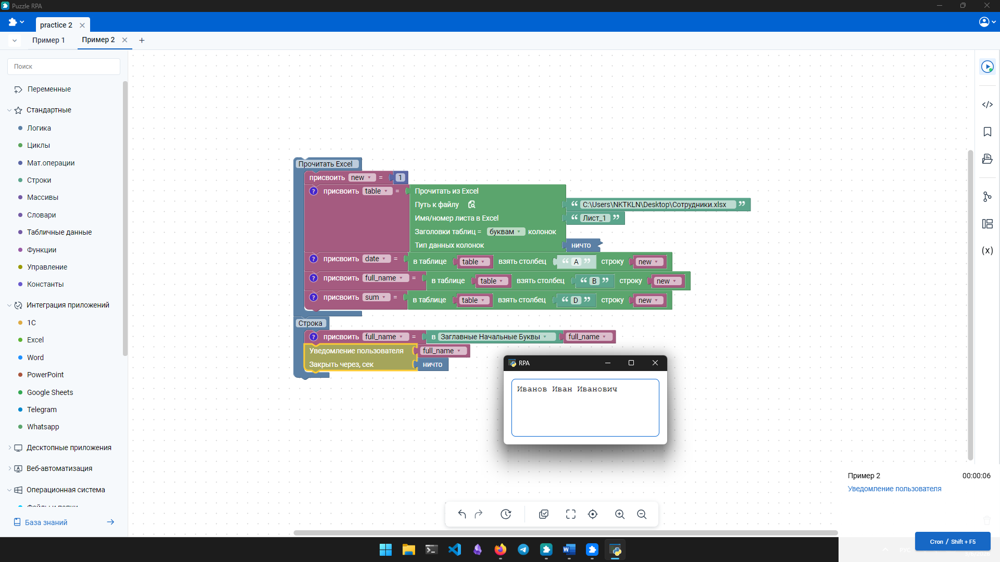 Puzzle RPA
practice 2
Пример 1
Пример 2
Поиск
Переменные
Стандартные
Логика
Циклы
Мат.операции
Строки
Массивы
Словари
Табличные данные
Функции
Управление
Константы
Интеграция приложений
1С
Excel
Word
PowerPoint
Google Sheets
Telegram
Whatsapp
Десктопные приложения
Веб-автоматизация
Операционная система
Файлы и папки
База знаний
Прочитать Excel
присвоить new = 1
? присвоить table = Прочитать из Excel
Путь к файлу “ C:\Users\NKTKLN\Desktop\Сотрудники.xlsx ”
Имя/номер листа в Excel “ Лист_1 ”
Заголовки таблиц = буквам колонок
Тип данных колонок ничто
? присвоить date = в таблице table взять столбец “ A ” строку new
? присвоить full_name = в таблице table взять столбец “ B ” строку new
? присвоить sum = в таблице table взять столбец “ D ” строку new
Строка
? присвоить full_name = в Заглавные Начальные Буквы full_name
Уведомление пользователя full_name
Закрыть через, сек ничто
RPA
Иванов Иван Иванович
</>
(x)
Пример 2 00:00:06
Уведомление пользователя
Стоп / Shift + F5